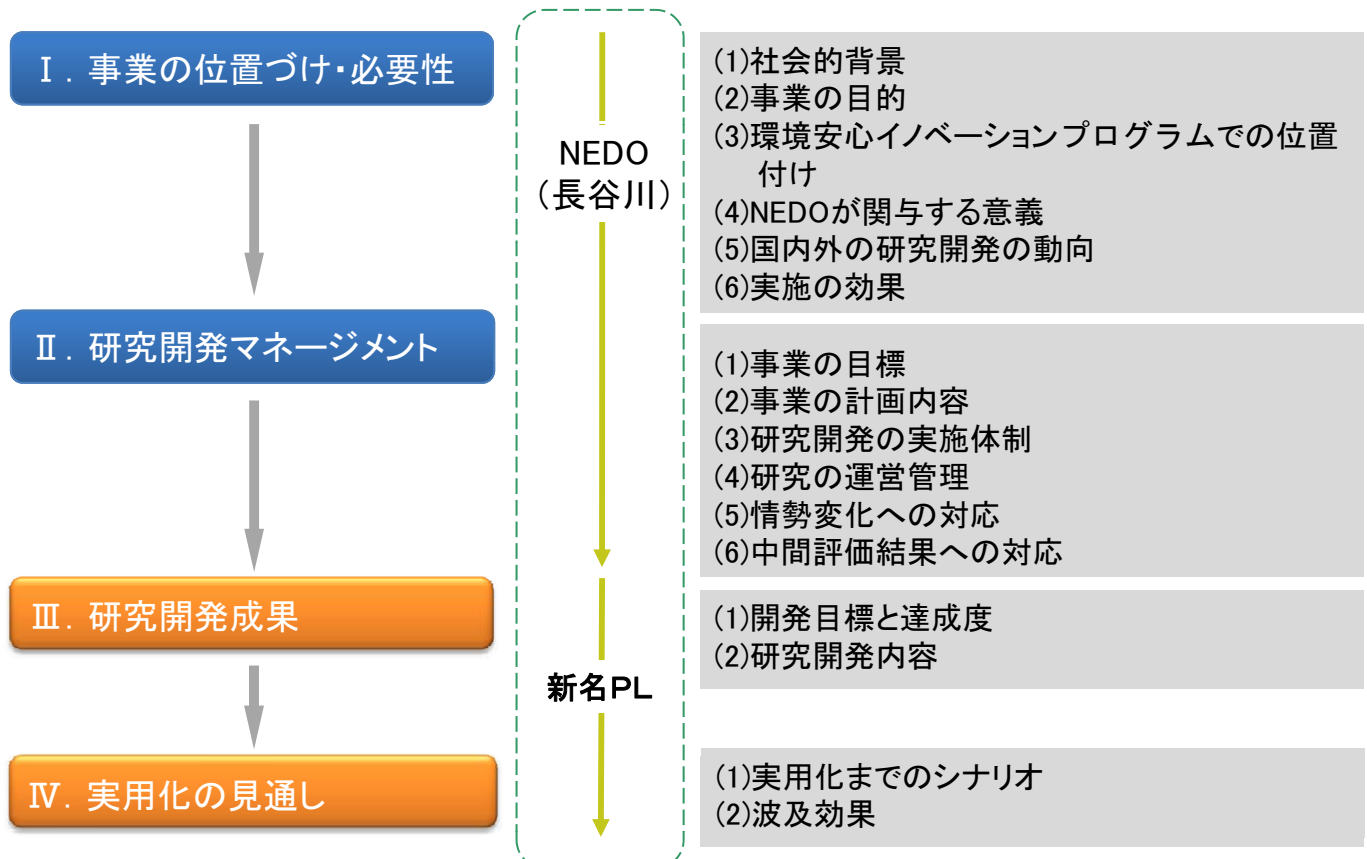 Ⅰ. 事業の位置づけ・必要性
(1)社会的背景
(2)事業の目的
(3)環境安心イノベーションプログラムでの位置
付け
(4)NEDOが関与する意義
(5)国内外の研究開発の動向
(6)実施の効果
NEDO
(長谷川)
Ⅱ. 研究開発マネージメント
(1)事業の目標
(2)事業の計画内容
(3)研究開発の実施体制
(4)研究の運営管理
(5)情勢変化への対応
(6)中間評価結果への対応
Ⅲ. 研究開発成果
(1)開発目標と達成度
(2)研究開発内容
新名PL
Ⅳ. 実用化の見通し
(1)実用化までのシナリオ
(2)波及効果